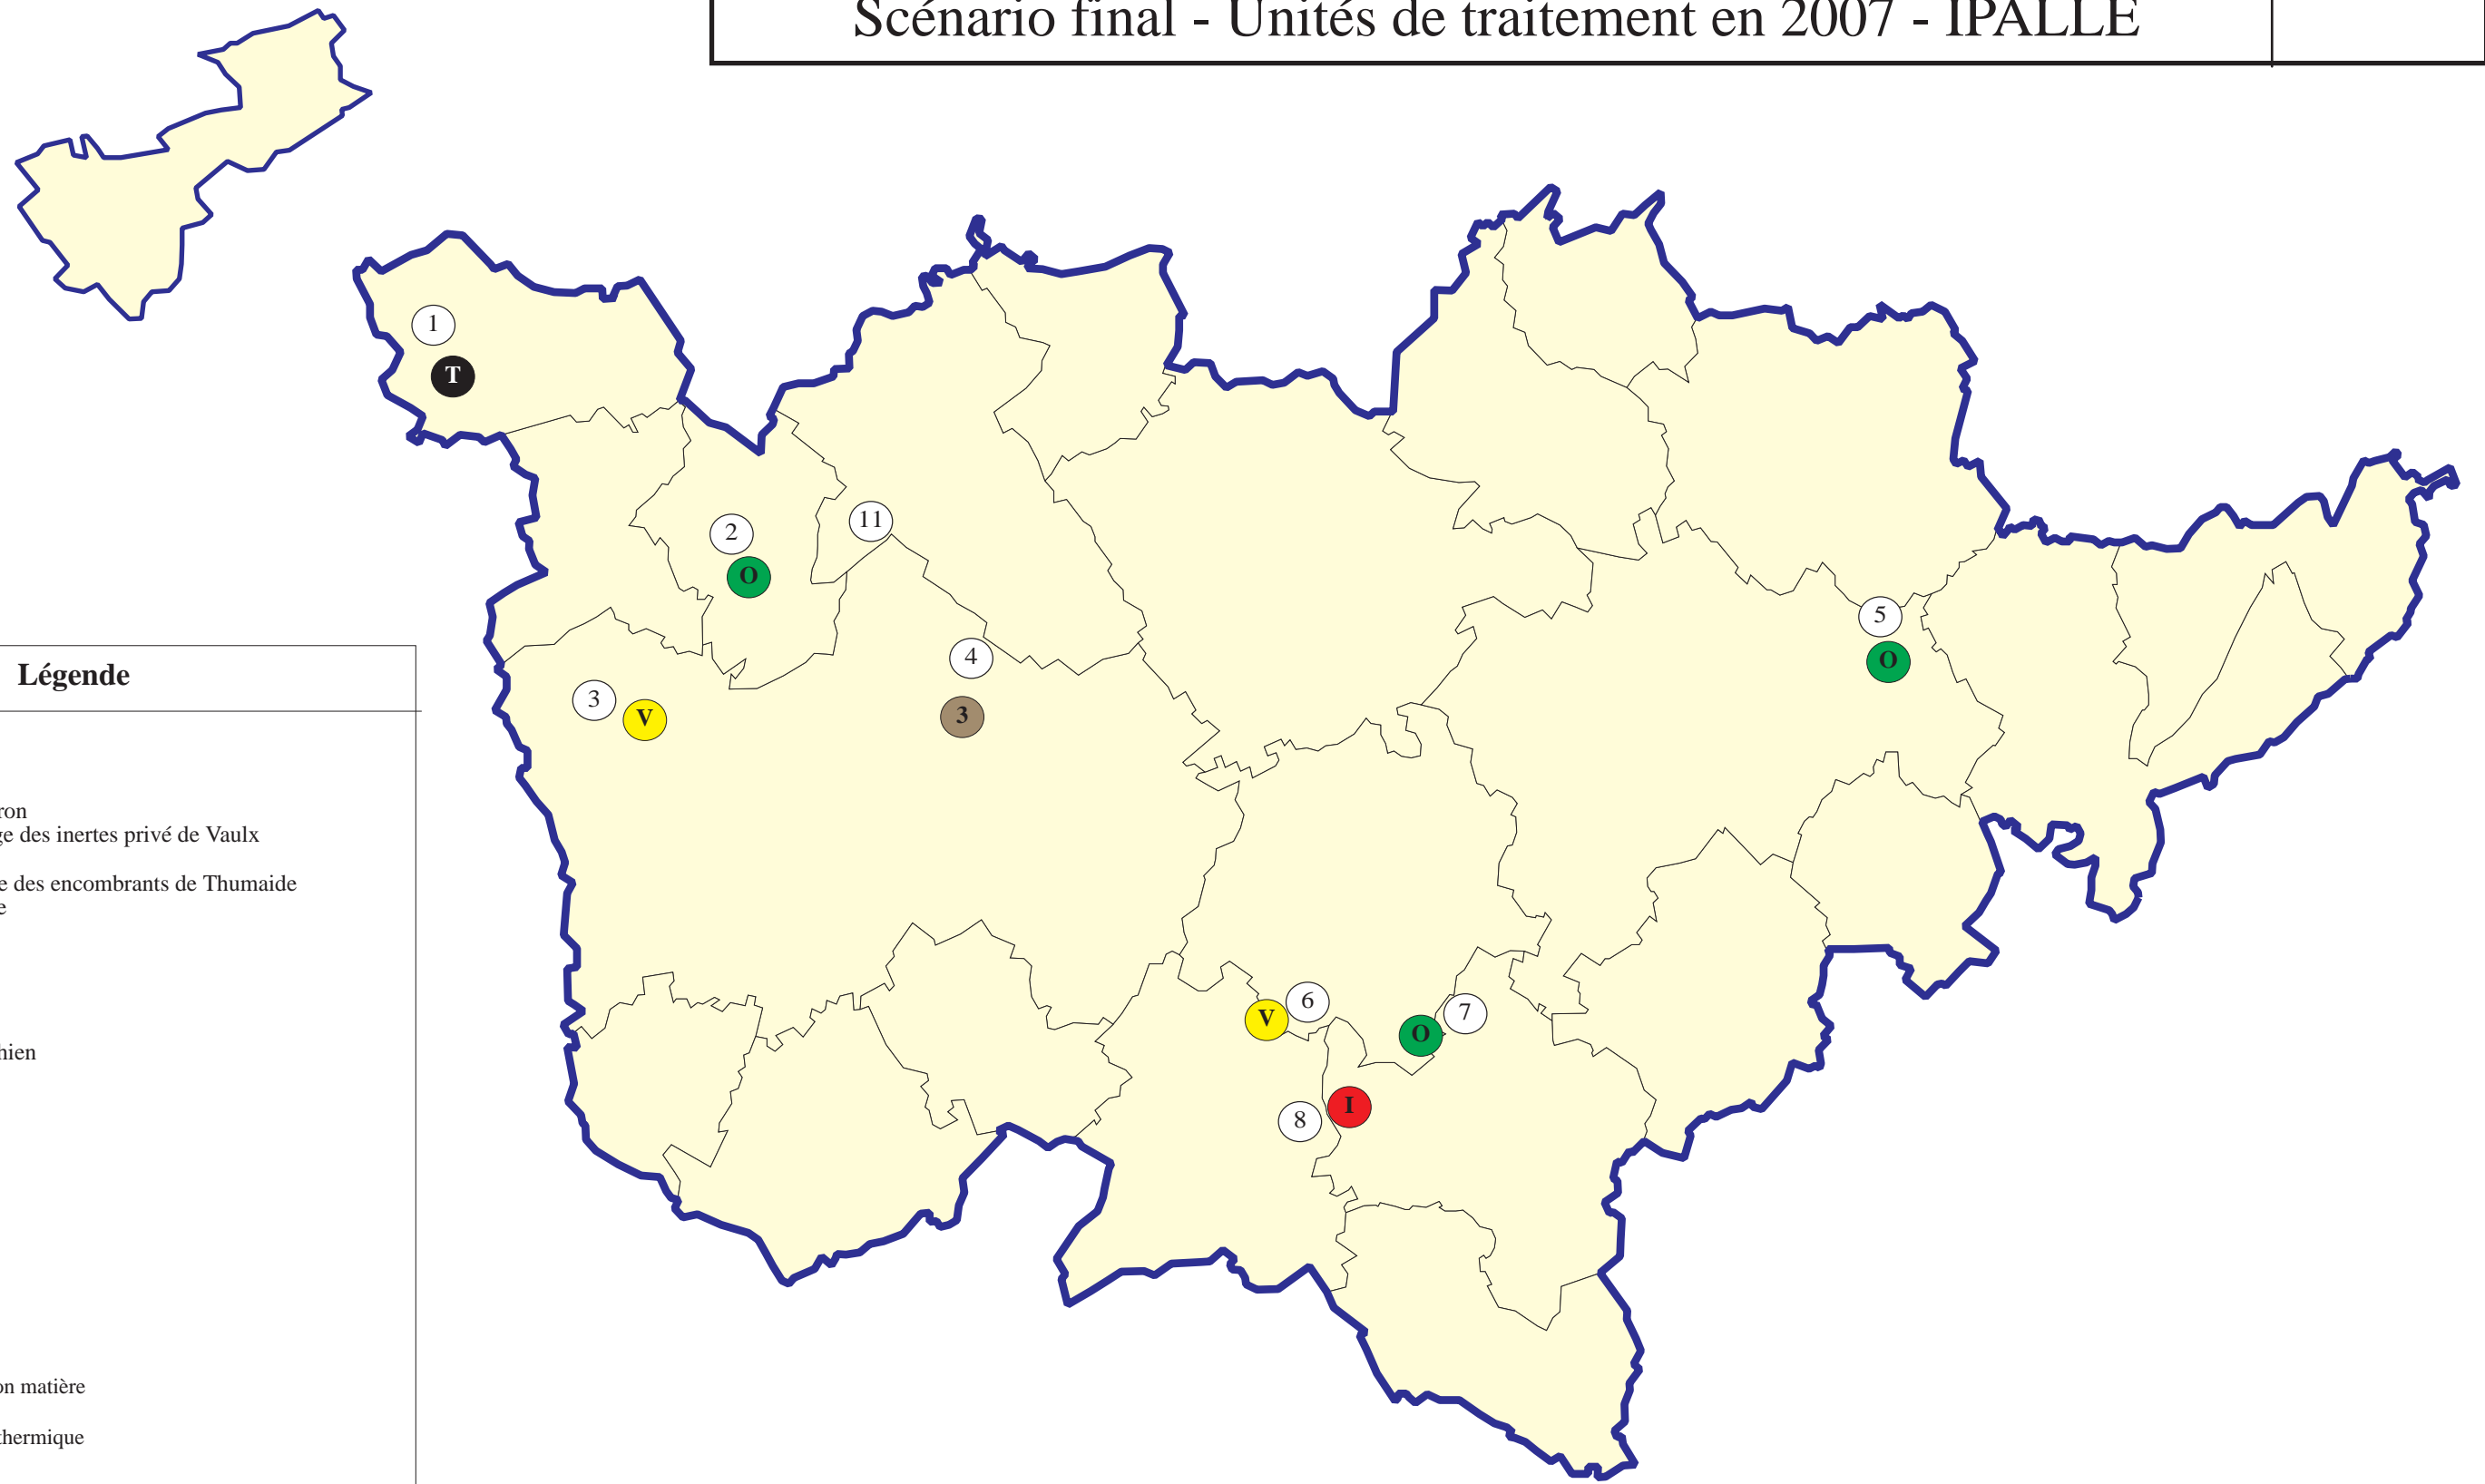 Scénario final - Unités de traitement en 2007 - IPALLE
1
T
11
2
O
5
O
4
3
V
3
Légende
ron
ge des inertes privé de Vaulx
e des encombrants de Thumaide
e
6
V
7
O
hien
I
8
on matière
thermique